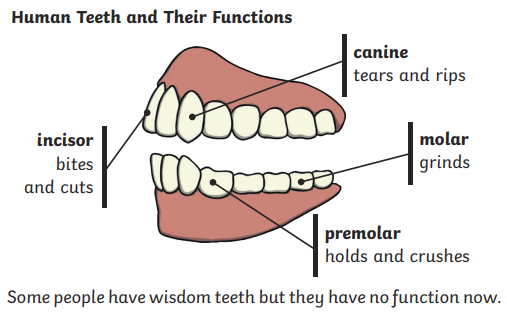 Human Teeth and Their Functions
canine
tears and rips
incisor
bites
and cuts
molar
grinds
premolar
holds and crushes
Some people have wisdom teeth but they have no function now.